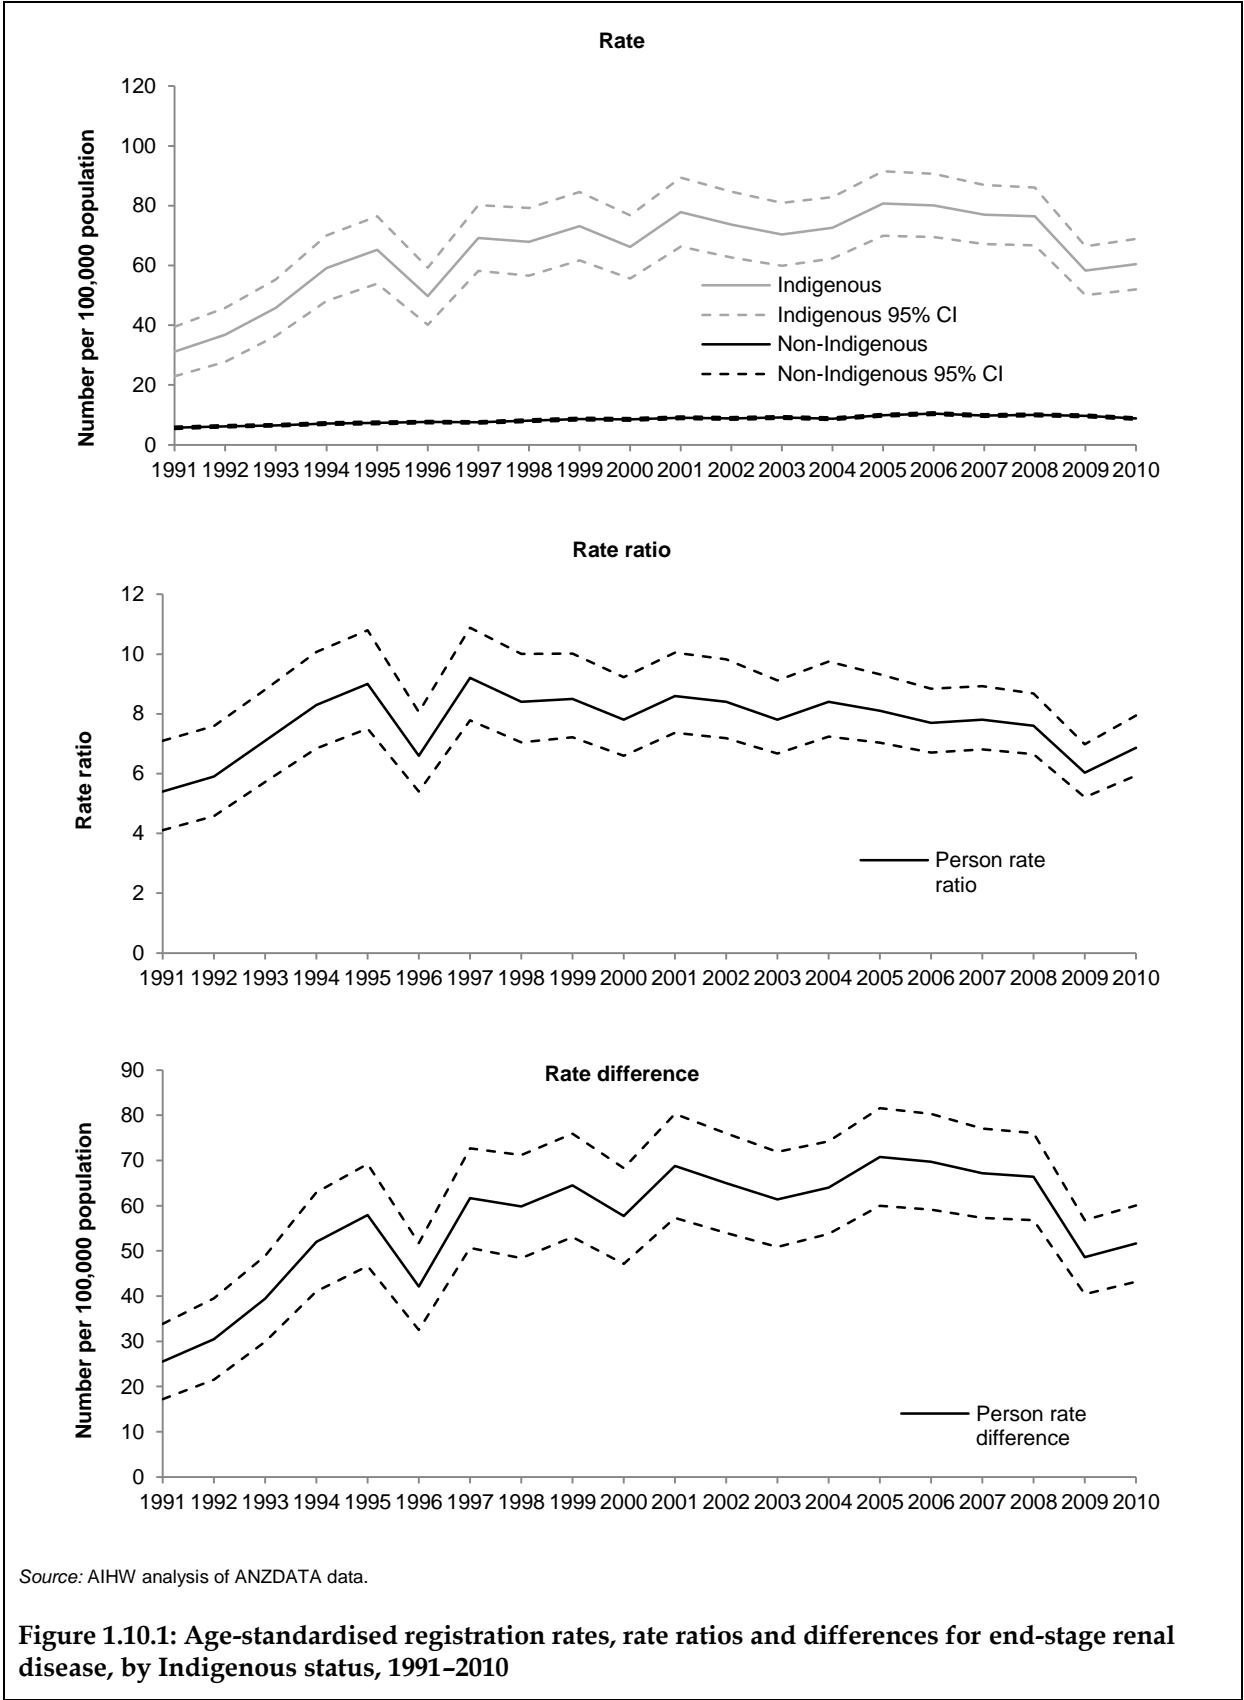 Rate
120
100
80
60
40
20
0
Number per 100,000 population
Indigenous
Indigenous 95% CI
Non-Indigenous
Non-Indigenous 95% CI
1991 1992 1993 1994 1995 1996 1997 1998 1999 2000 2001 2002 2003 2004 2005 2006 2007 2008 2009 2010
Rate ratio
12
10
8
6
4
2
0
Rate ratio
Person rate
ratio
1991 1992 1993 1994 1995 1996 1997 1998 1999 2000 2001 2002 2003 2004 2005 2006 2007 2008 2009 2010
Rate difference
90
80
70
60
50
40
30
20
10
0
Number per 100,000 population
Person rate
difference
1991 1992 1993 1994 1995 1996 1997 1998 1999 2000 2001 2002 2003 2004 2005 2006 2007 2008 2009 2010
Source: AIHW analysis of ANZDATA data.
Figure 1.10.1: Age-standardised registration rates, rate ratios and differences for end-stage renal
disease, by Indigenous status, 1991–2010